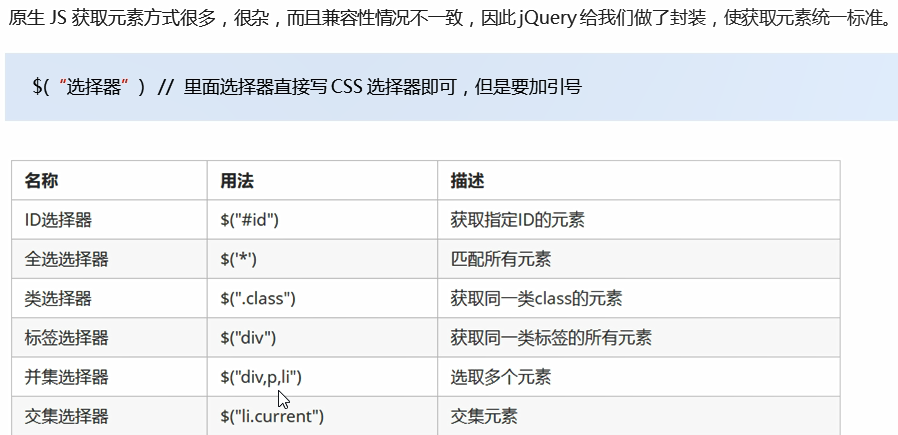 原生 JS 获取元素方式很多，很杂，而且兼容性情况不一致，因此 jQuery 给我们做了封装，使获取元素统一标准。
$(“选择器”) // 里面选择器直接写 CSS 选择器即可，但是要加引号
名称 用法 描述
ID选择器 $("#id") 获取指定ID的元素
全选选择器 $('*') 匹配所有元素
类选择器 $(".class") 获取同一类class的元素
标签选择器 $("div") 获取同一类标签的所有元素
并集选择器 $("div,p,li") 选取多个元素
交集选择器 $("li.current") 交集元素